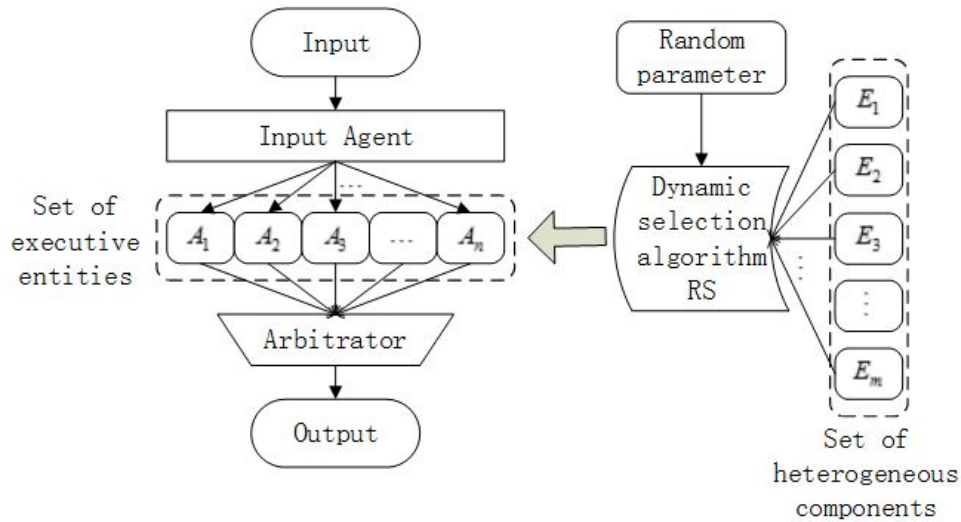 Input
Input Agent
...
Set of
executive
entities
A1 A2 A3 ... An
Arbitrator
Output
Random
parameter
Dynamic
selection
algorithm
RS
E1
E2
E3
...
...
Em
Set of
heterogeneous
components